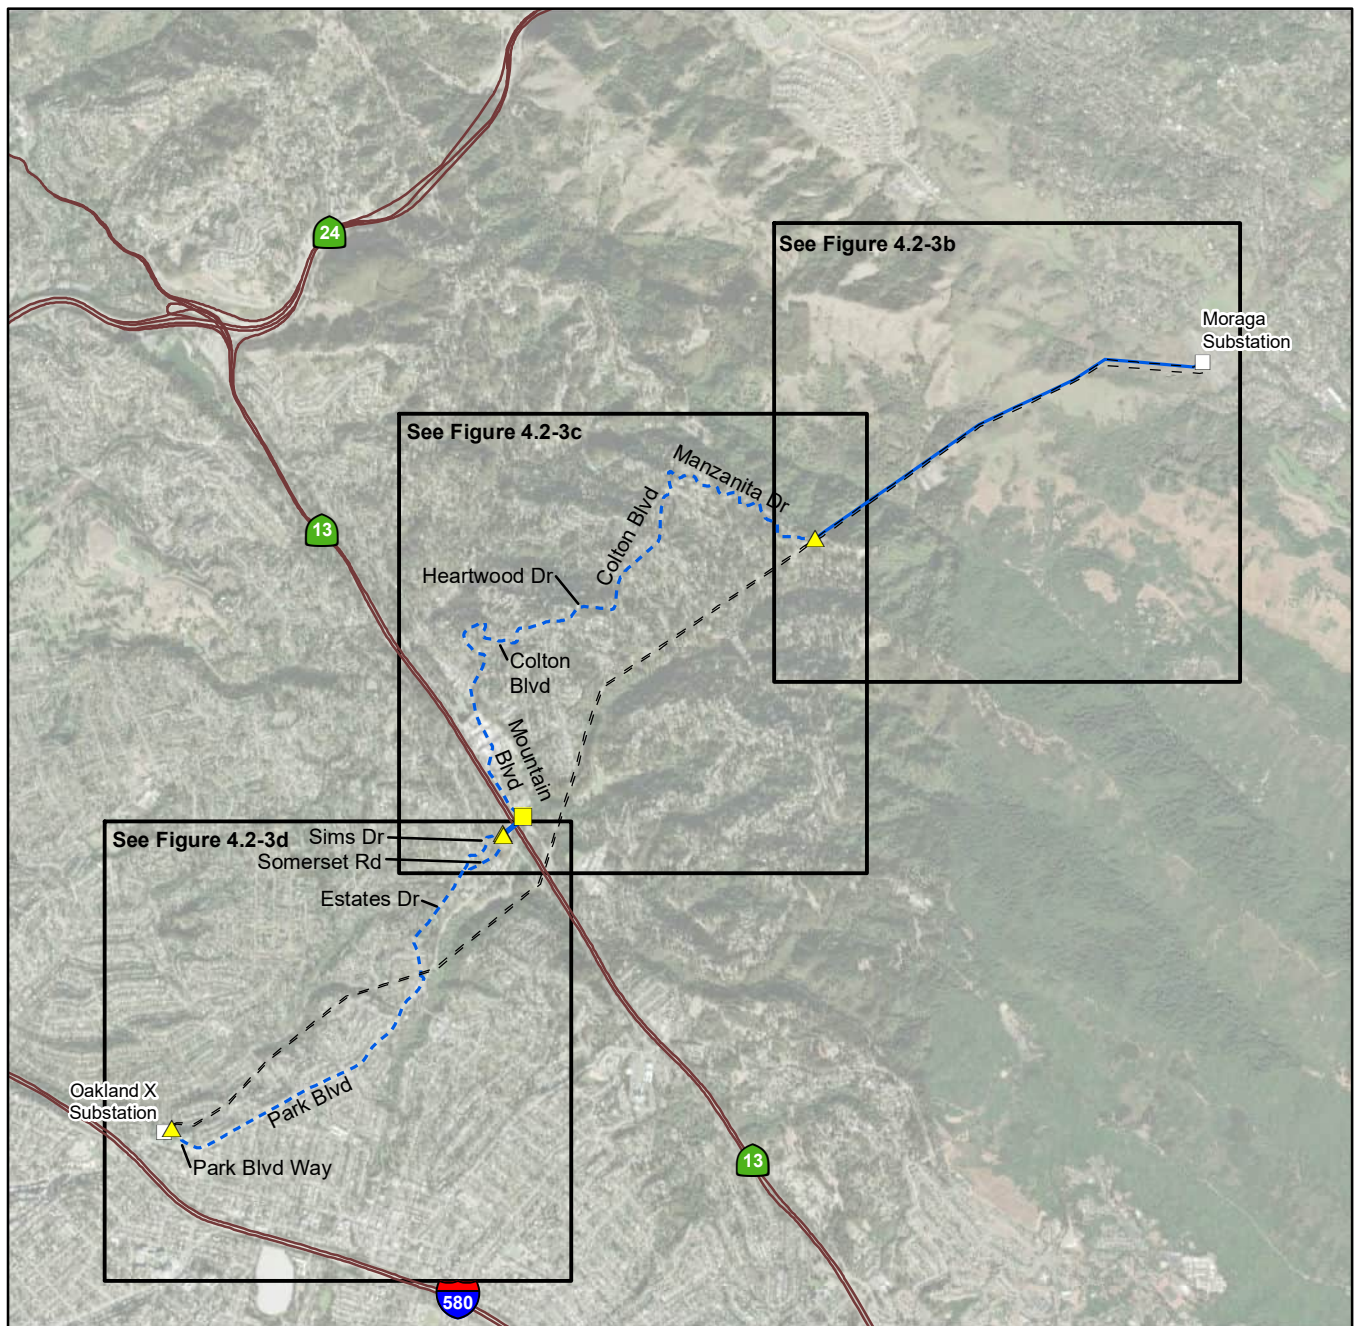 24
See Figure 4.2-3b
Moraga
Substation
See Figure 4.2-3c
Manzanita Dr
Colton Blvd
13
Heartwood Dr
Colton
Blvd
Mountain
Blvd
See Figure 4.2-3d
Sims Dr
Somerset Rd
Estates Dr
Oakland X
Substation
Park Blvd
Park Blvd Way
13
580